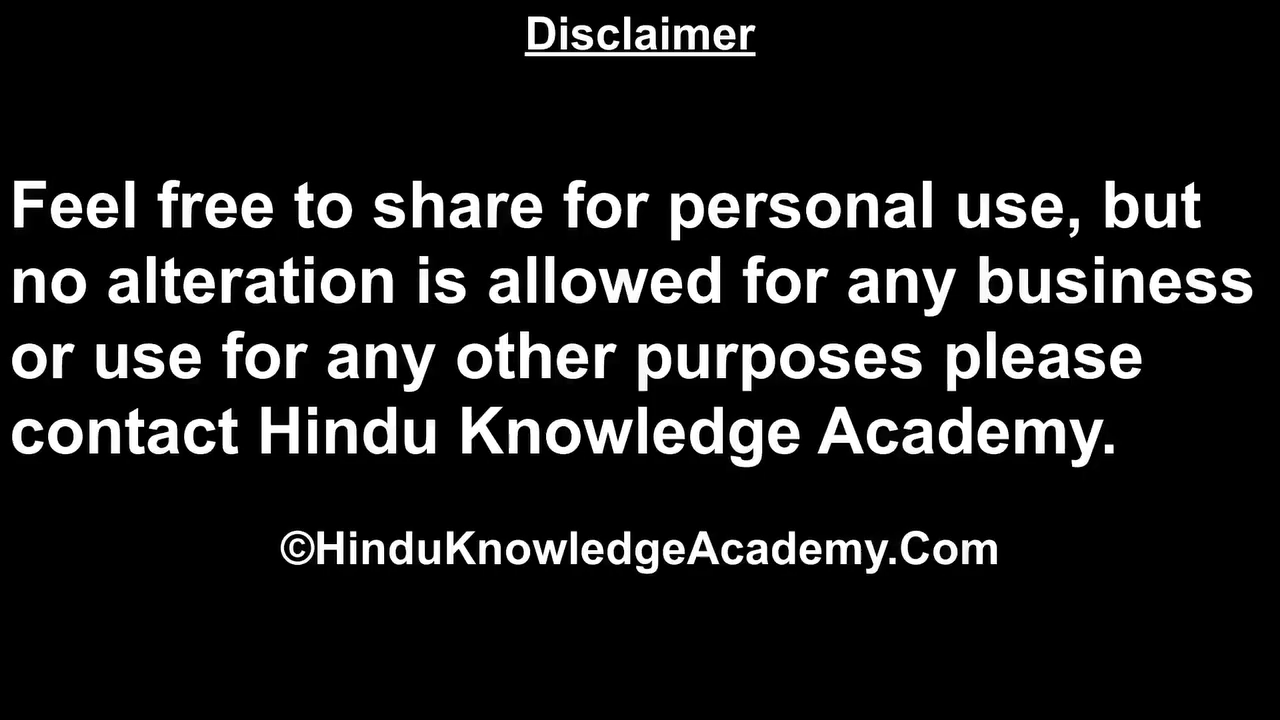 Disclaimer
Feel free to share for personal use, but
no alteration is allowed for any business
or use for any other purposes please
contact Hindu Knowledge Academy.
©HinduKnowledgeAcademy.Com